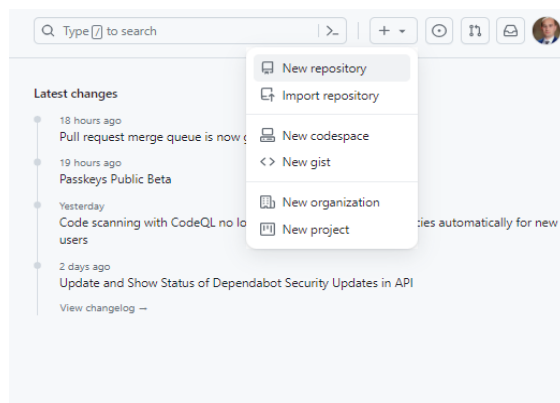 Type / to search
New repository
Import repository
New codespace
New gist
New organization
New project
Latest changes
18 hours ago
Pull request merge queue is now
19 hours ago
Passkeys Public Beta
Yesterday
Code scanning with CodeQL no automatically for new
users
2 days ago
Update and Show Status of Dependabot Security Updates in API
View changelog →